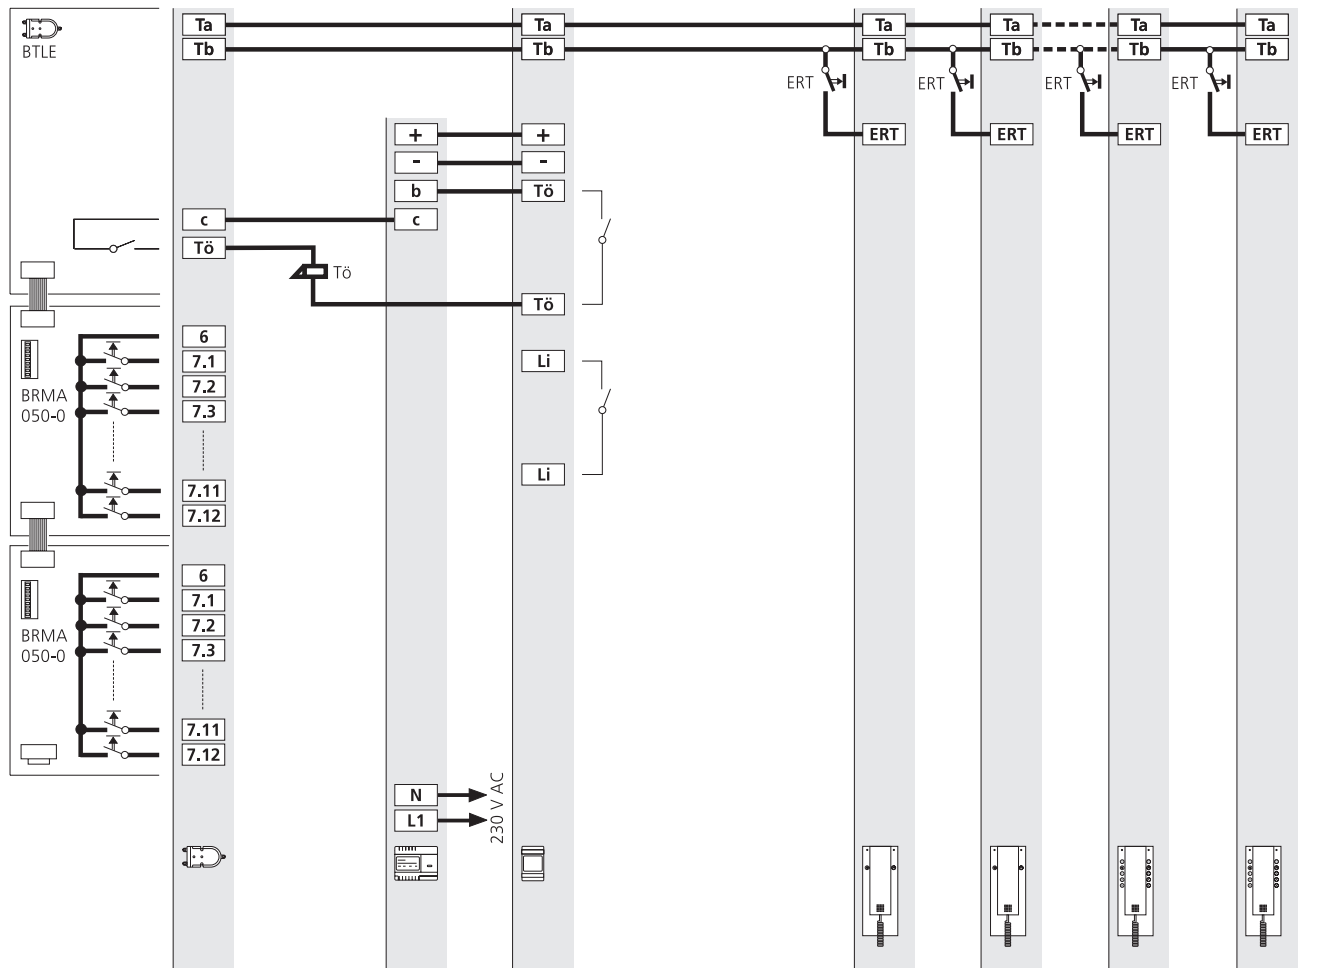 BTLE
Ta Ta Ta Ta Ta Ta
Tb Tb Tb Tb Tb Tb
ERT ERT ERT ERT
+ + ERT ERT ERT ERT
- -
b Tö
c c
Tö
Tö
Tö
6
7.1 Li
7.2
BRMA
050-0
7.3
Li
7.11
7.12
6
7.1
7.2
BRMA
050-0
7.3
7.11
7.12
N
L1
230 V AC